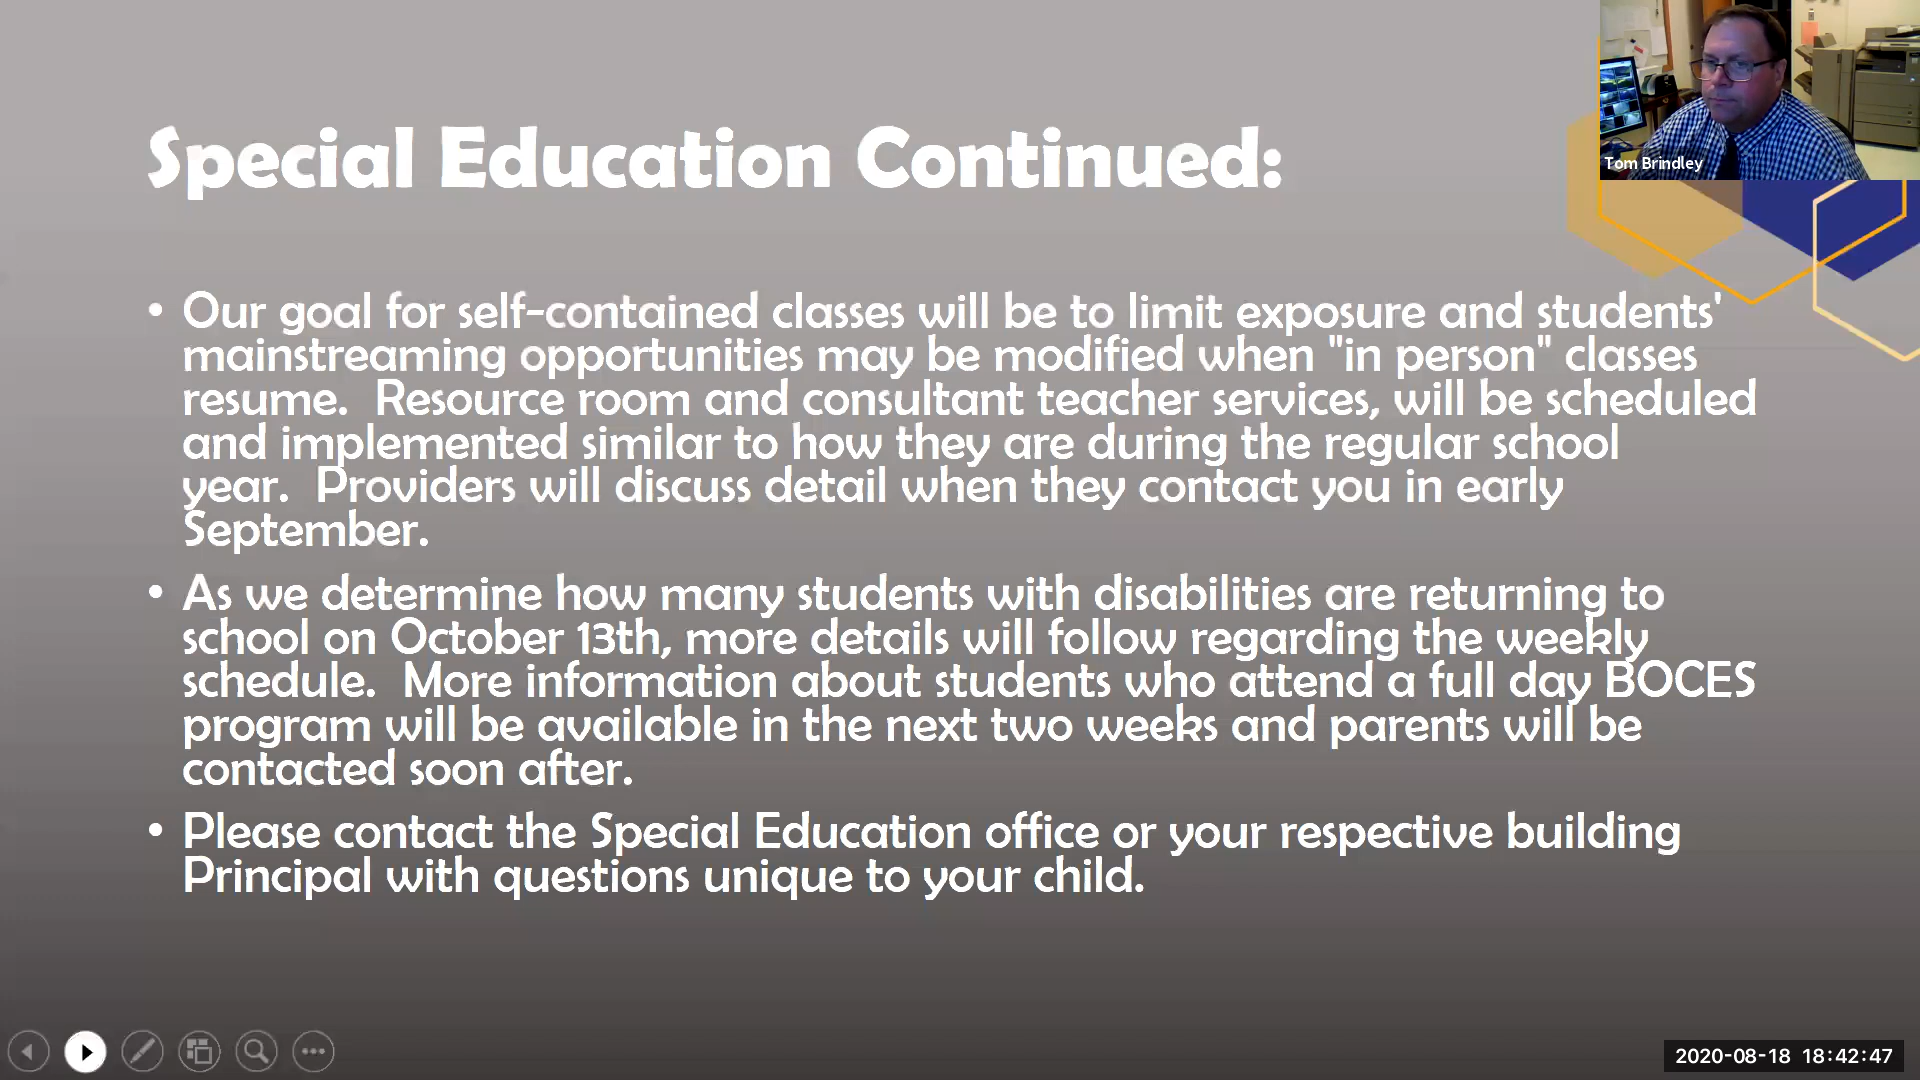 Special Education Continued:
Tom Brindley
• Our goal for self-contained classes will be to limit exposure and students'
mainstreaming opportunities may be modified when "in person" classes
resume.  Resource room and consultant teacher services, will be scheduled
and implemented similar to how they are during the regular school
year.  Providers will discuss detail when they contact you in early
September.
• As we determine how many students with disabilities are returning to
school on October 13th, more details will follow regarding the weekly
schedule.  More information about students who attend a full day BOCES
program will be available in the next two weeks and parents will be
contacted soon after.
• Please contact the Special Education office or your respective building
Principal with questions unique to your child.
2020-08-18 18:42:47